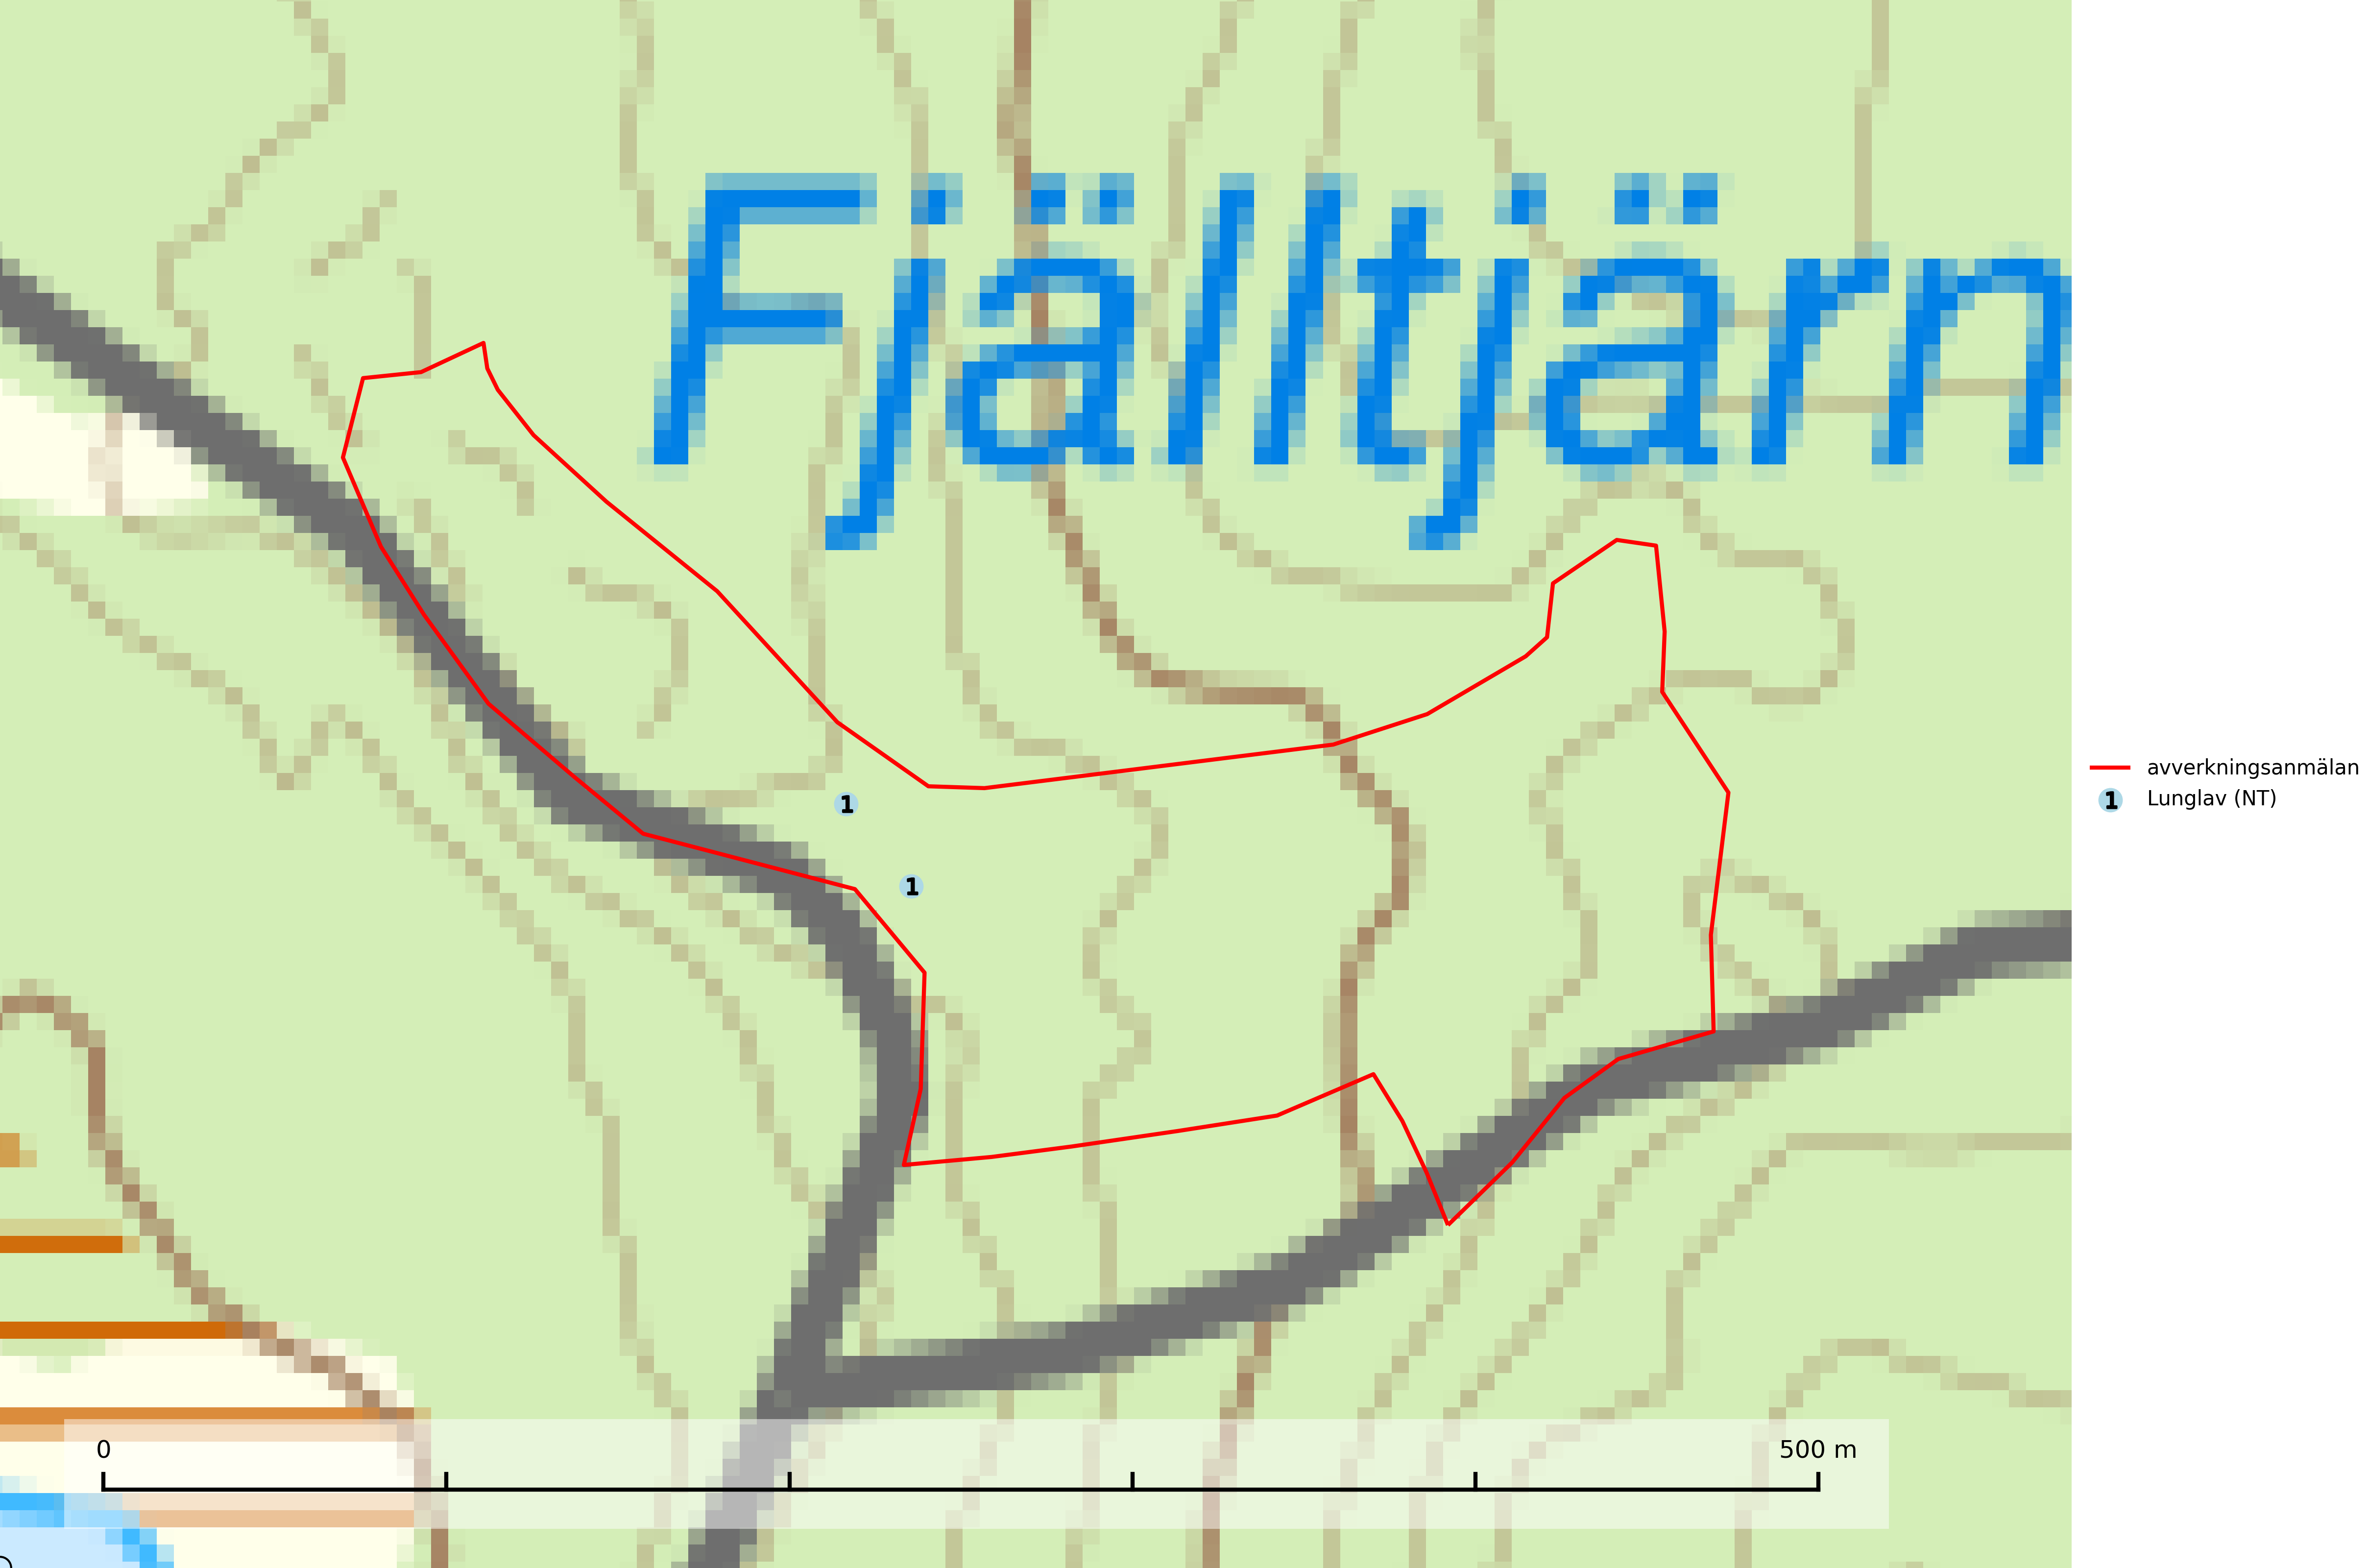 Fjälltjärn
1
1
avverkningsanmälan
1 Lunglav (NT)
0 500 m